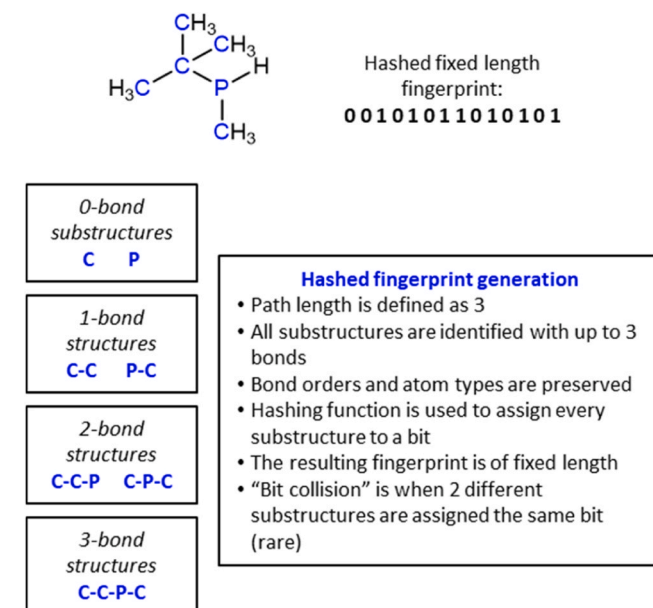 CH3
CH3
C
H
H3C
P
CH3
Hashed fixed length
fingerprint:
00101011010101
0-bond
substructures
C P
1-bond
structures
C-C P-C
2-bond
structures
C-C-P C-P-C
3-bond
structures
C-C-P-C
Hashed fingerprint generation
• Path length is defined as 3
• All substructures are identified with up to 3
bonds
• Bond orders and atom types are preserved
• Hashing function is used to assign every
substructure to a bit
• The resulting fingerprint is of fixed length
• “Bit collision” is when 2 different
substructures are assigned the same bit
(rare)